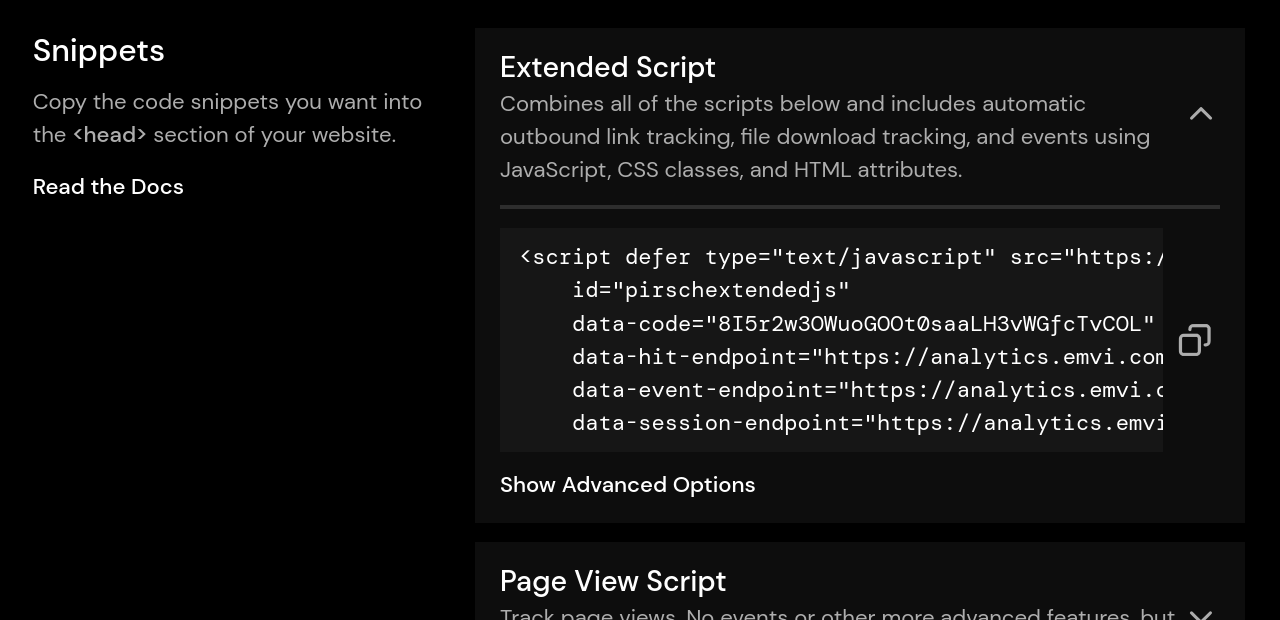 Snippets
Copy the code snippets you want into
the <head> section of your website.
Read the Docs
Extended Script
Combines all of the scripts below and includes automatic
outbound link tracking, file download tracking, and events using
JavaScript, CSS classes, and HTML attributes.
<script defer type="text/javascript" src="https:/
id="pirschextendedjs"
data-code="8I5r2w3OWuoGOOt0saaLH3vWGfcTvCOL"
data-hit-endpoint="https://analytics.emvi.com
data-event-endpoint="https://analytics.emvi.c
data-session-endpoint="https://analytics.emvi
Show Advanced Options
Page View Script
Track page views. No events or other more advanced features, but